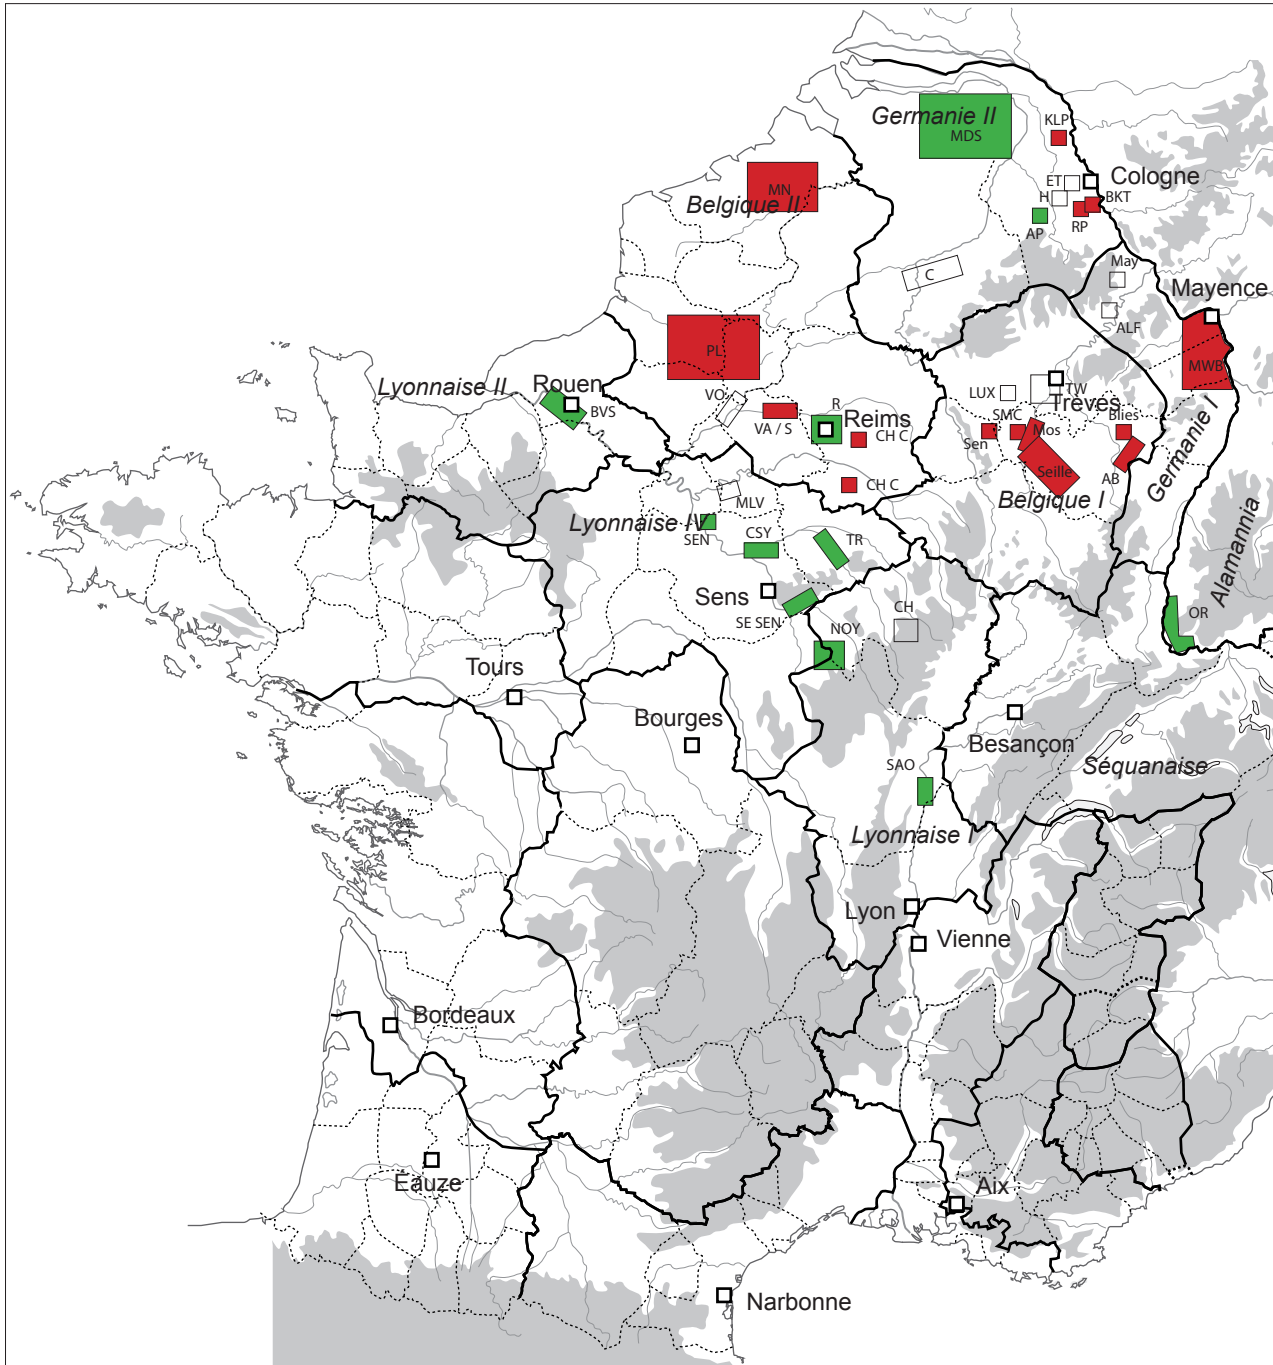 Germanie II
MDS
KLP
MN
Belgique II
ET
Cologne
H
BKT
AP
RP
C
May
Mayence
ALF
MWB
PL
Lyonnaise II
Rouen
BVS
VO
VA / S
R
Reims
CH C
CH C
LUX
TW
Trèves
SMC
Mos
Sen
Seille
Blies
AB
Belgique I
Germanie I
Alamannia
MLV
Lyonnaise IV
SEN
CSY
TR
Sens
SE SEN
NOY
CH
OR
Tours
Bourges
Besançon
Séquanaise
SAO
Lyonnaise I
Lyon
Vienne
Bordeaux
Éauze
Aix
Narbonne